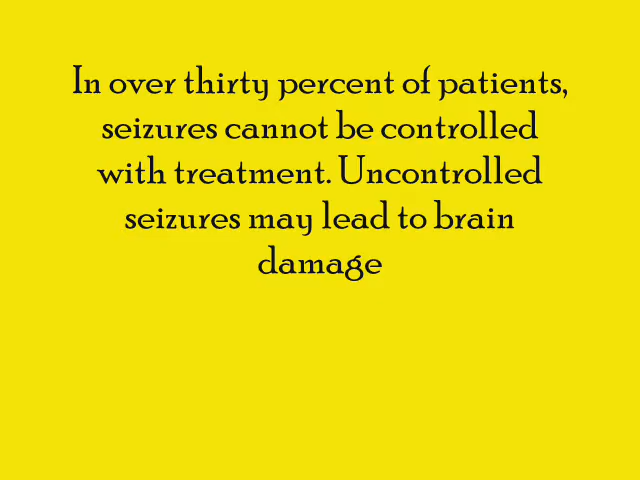 In over thirty percent of patients,
seizures cannot be controlled
with treatment. Uncontrolled
seizures may lead to brain
damage